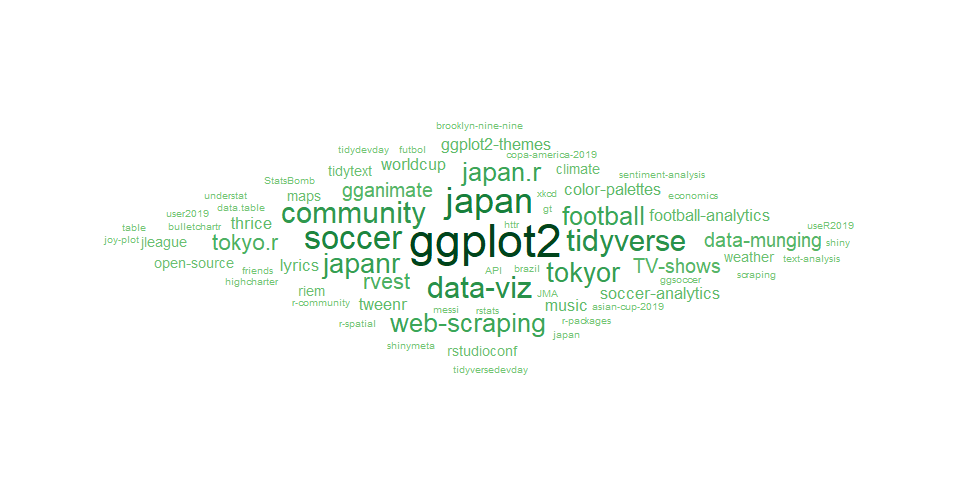 brooklyn-nine-nine
tidydevday futbol ggplot2-themes
copa-america-2019
tidytext worldcup japan.r climate
sentiment-analysis
StatsBomb gganimate xkcd color-palettes
understat maps japan economics
data.table gt
user2019 community football football-analytics
table bulletchartr thrice httr useR2019
joy-plot jleague tokyo.r soccer ggplot2 tidyverse data-munging shiny
open-source friends lyrics japanr API brazil tokyor TV-shows weather text-analysis
highcharter rvest data-viz ggsoccer scraping
riem JMA soccer-analytics
r-community tweenr messi rstats music asian-cup-2019
r-spatial web-scraping r-packages
japan
shinymeta rstudioconf
tidyversedevday